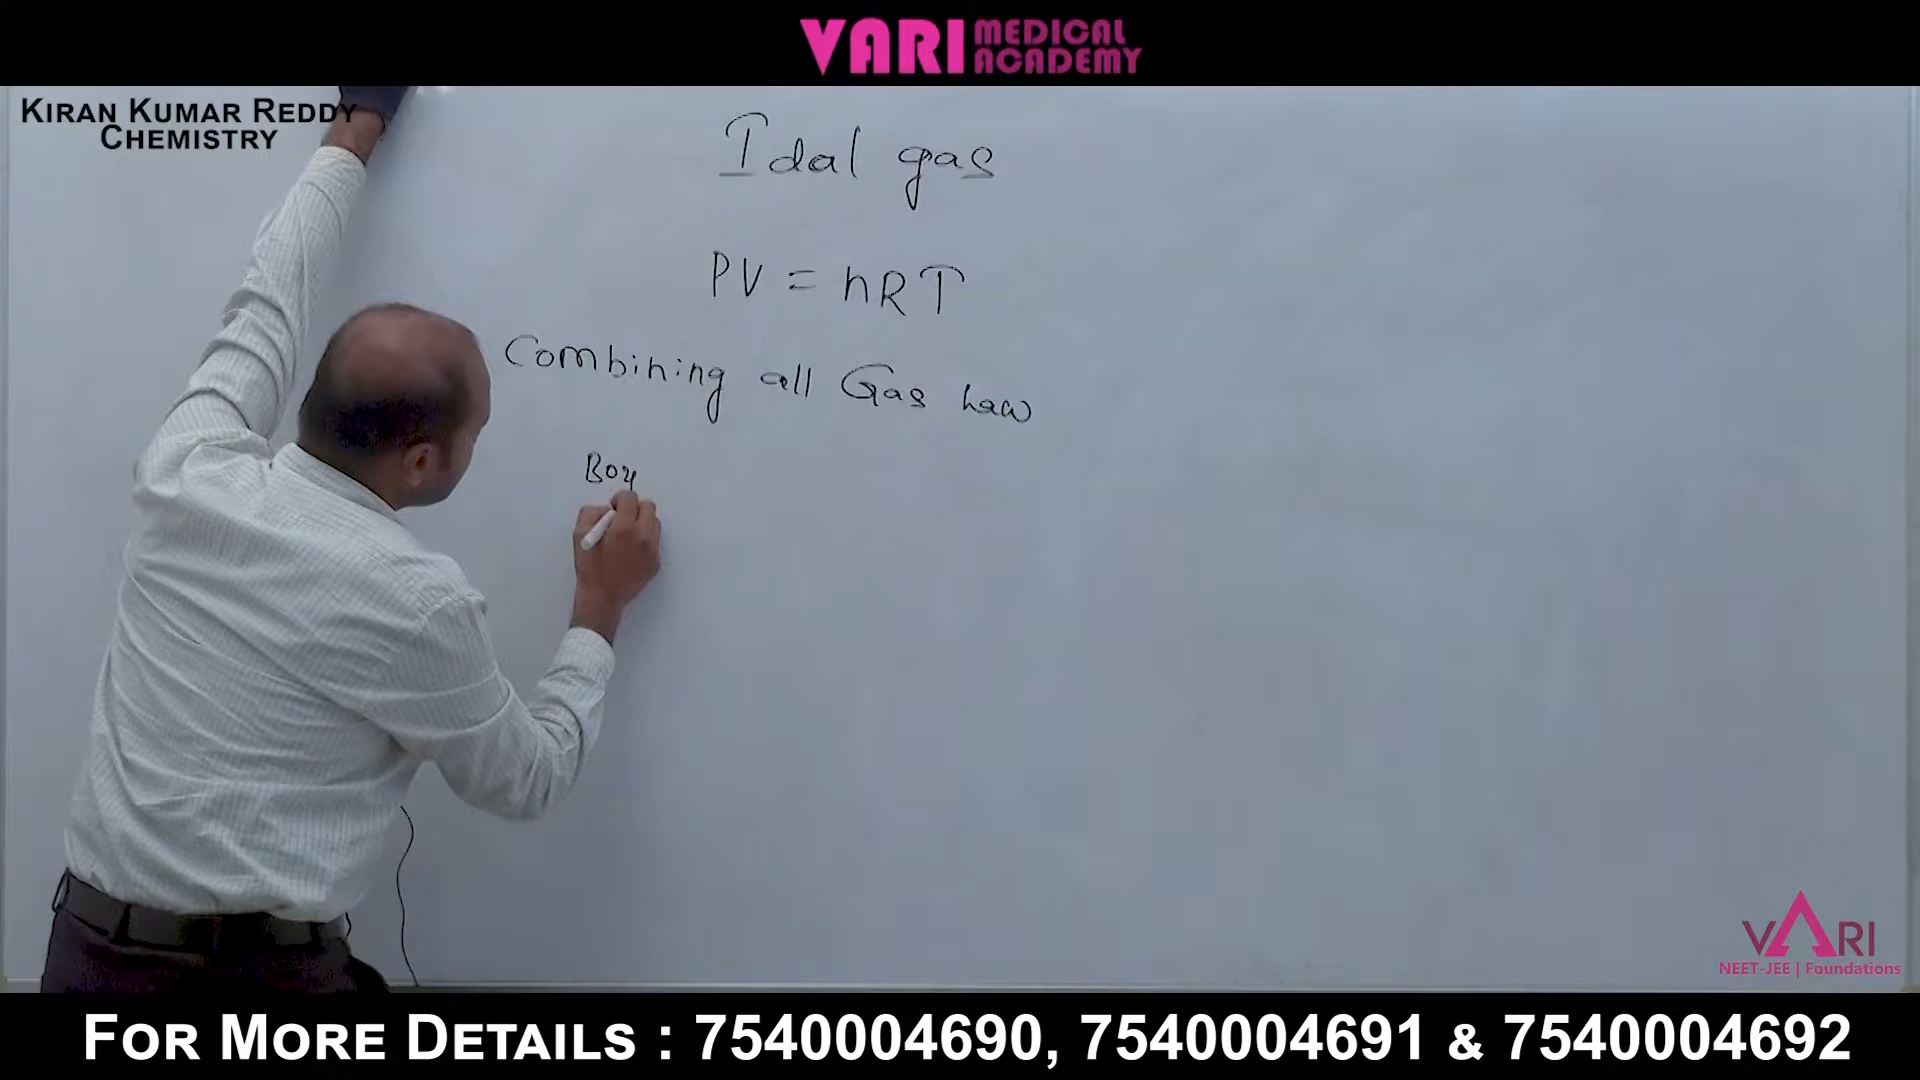 VARI MEDICAL
ACADEMY
KIRAN KUMAR REDDY
CHEMISTRY
Idal gas
PV = nRT
Combining all Gas Law
Boy
VARI
NEET-JEE | Foundations
FOR MORE DETAILS : 7540004690, 7540004691 & 7540004692